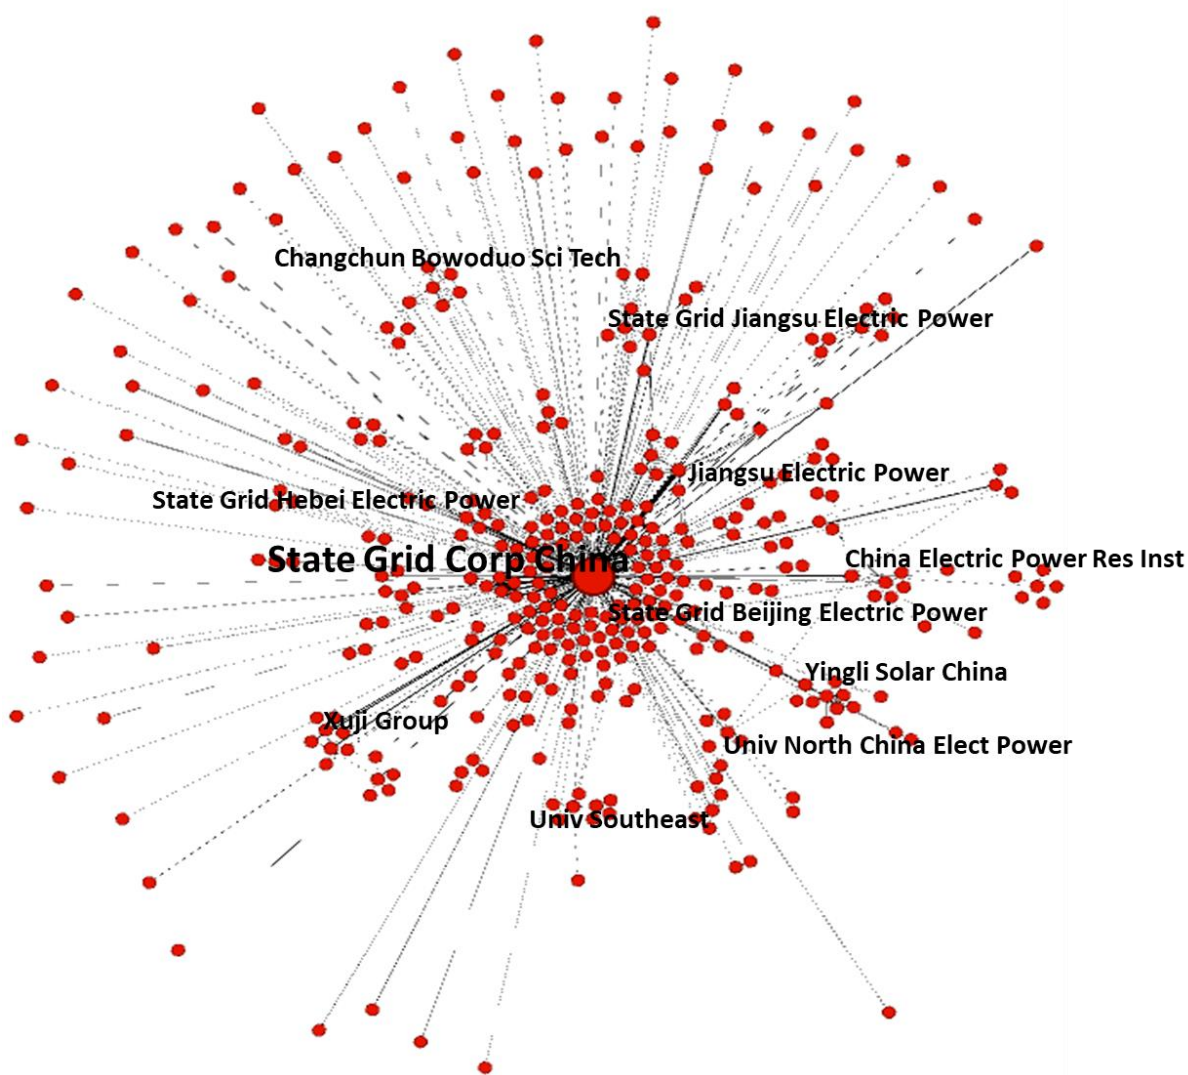 Changchun Bowoduo Sci Tech
State Grid Jiangsu Electric Power
Jiangsu Electric Power
State Grid Hebei Electric Power
State Grid Corp China
China Electric Power Res Inst
State Grid Beijing Electric Power
Yingli Solar China
Xuji Group
Univ North China Elect Power
Univ Southeast